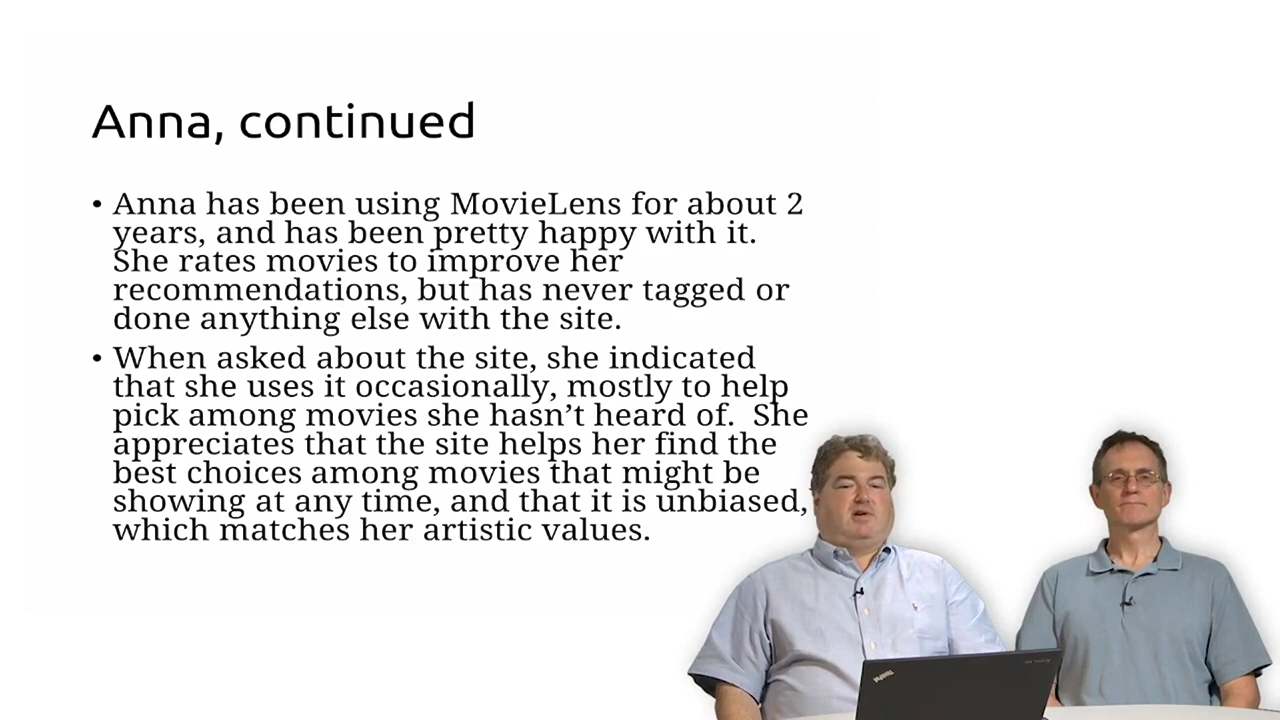 Anna, continued
• Anna has been using MovieLens for about 2
years, and has been pretty happy with it.
She rates movies to improve her
recommendations, but has never tagged or
done anything else with the site.
• When asked about the site, she indicated
that she uses it occasionally, mostly to help
pick among movies she hasn’t heard of.  She
appreciates that the site helps her find the
best choices among movies that might be
showing at any time, and that it is unbiased,
which matches her artistic values.
ThinkPad